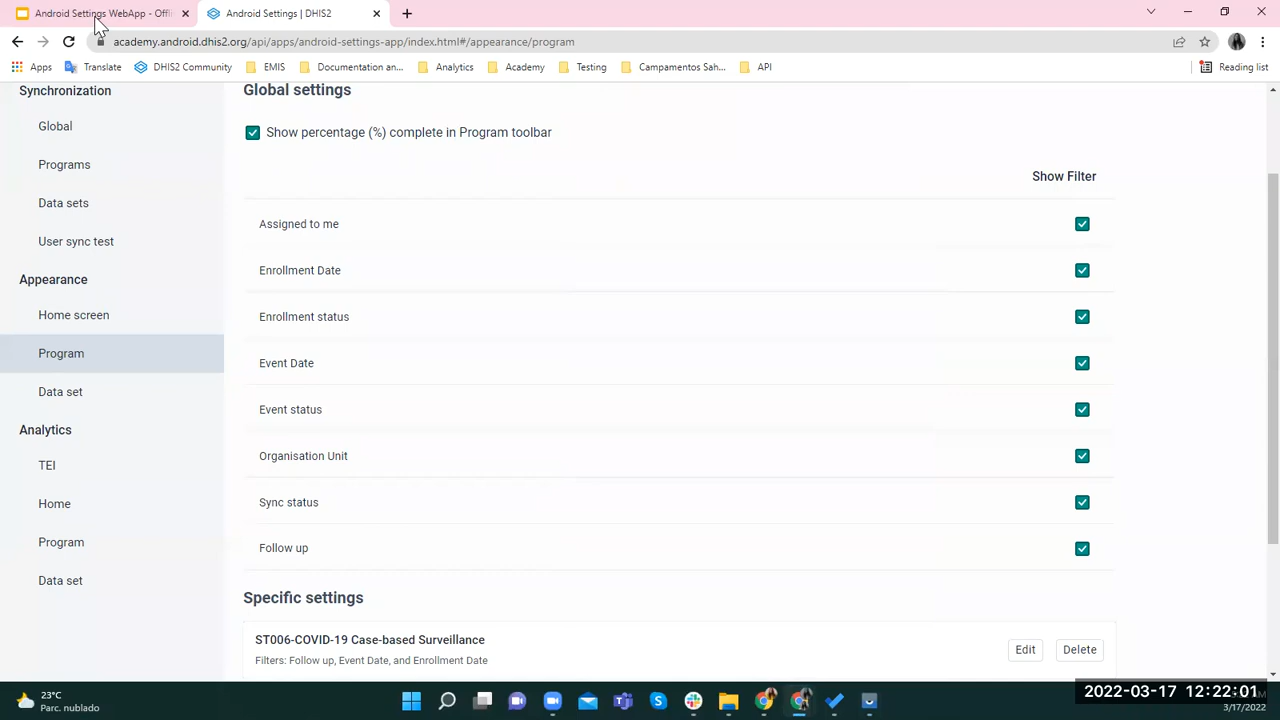 Android Settings WebApp - Offli
Android Settings | DHIS2
academy.android.dhis2.org/api/apps/android-settings-app/index.html#/appearance/program
Apps
Translate
DHIS2 Community
EMIS
Documentation an...
Analytics
Academy
Testing
Campamentos Sah...
API
Reading list
Synchronization
Global
Programs
Data sets
User sync test
Appearance
Home screen
Program
Data set
Analytics
TEI
Home
Program
Data set
Global settings
Show percentage (%) complete in Program toolbar
Show Filter
Assigned to me
Enrollment Date
Enrollment status
Event Date
Event status
Organisation Unit
Sync status
Follow up
Specific settings
ST006-COVID-19 Case-based Surveillance
Filters: Follow up, Event Date, and Enrollment Date
Edit
Delete
23°C
Parc. nublado
2022-03-17 12:22:01
3/17/2022